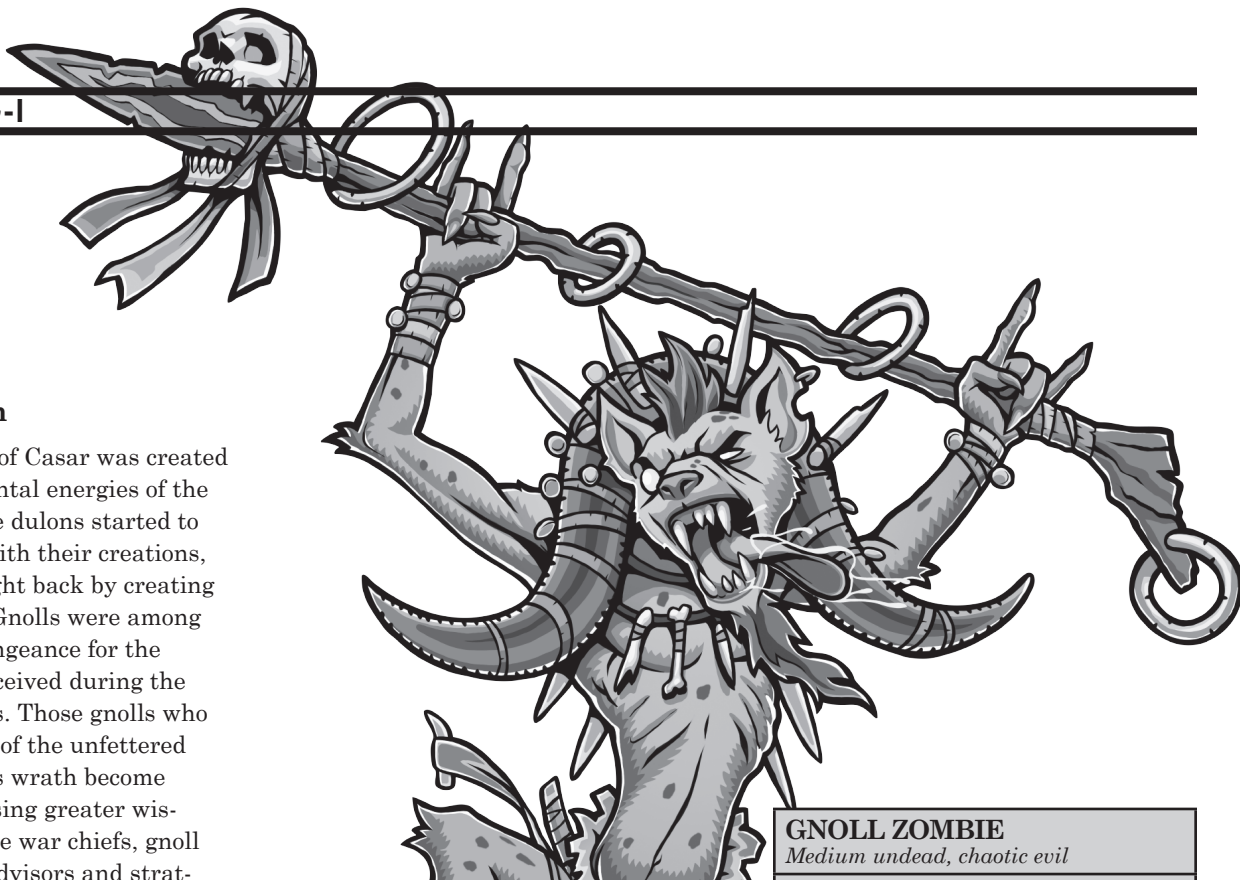 -I
n
of Casar was created
ntal energies of the
e dulons started to
ith their creations,
ght back by creating
Gnolls were among
ngeance for the
ceived during the
s. Those gnolls who
of the unfettered
s wrath become
sing greater wis-
e war chiefs, gnoll
dvisors and strat-
GNOLL ZOMBIE
Medium undead, chaotic evil